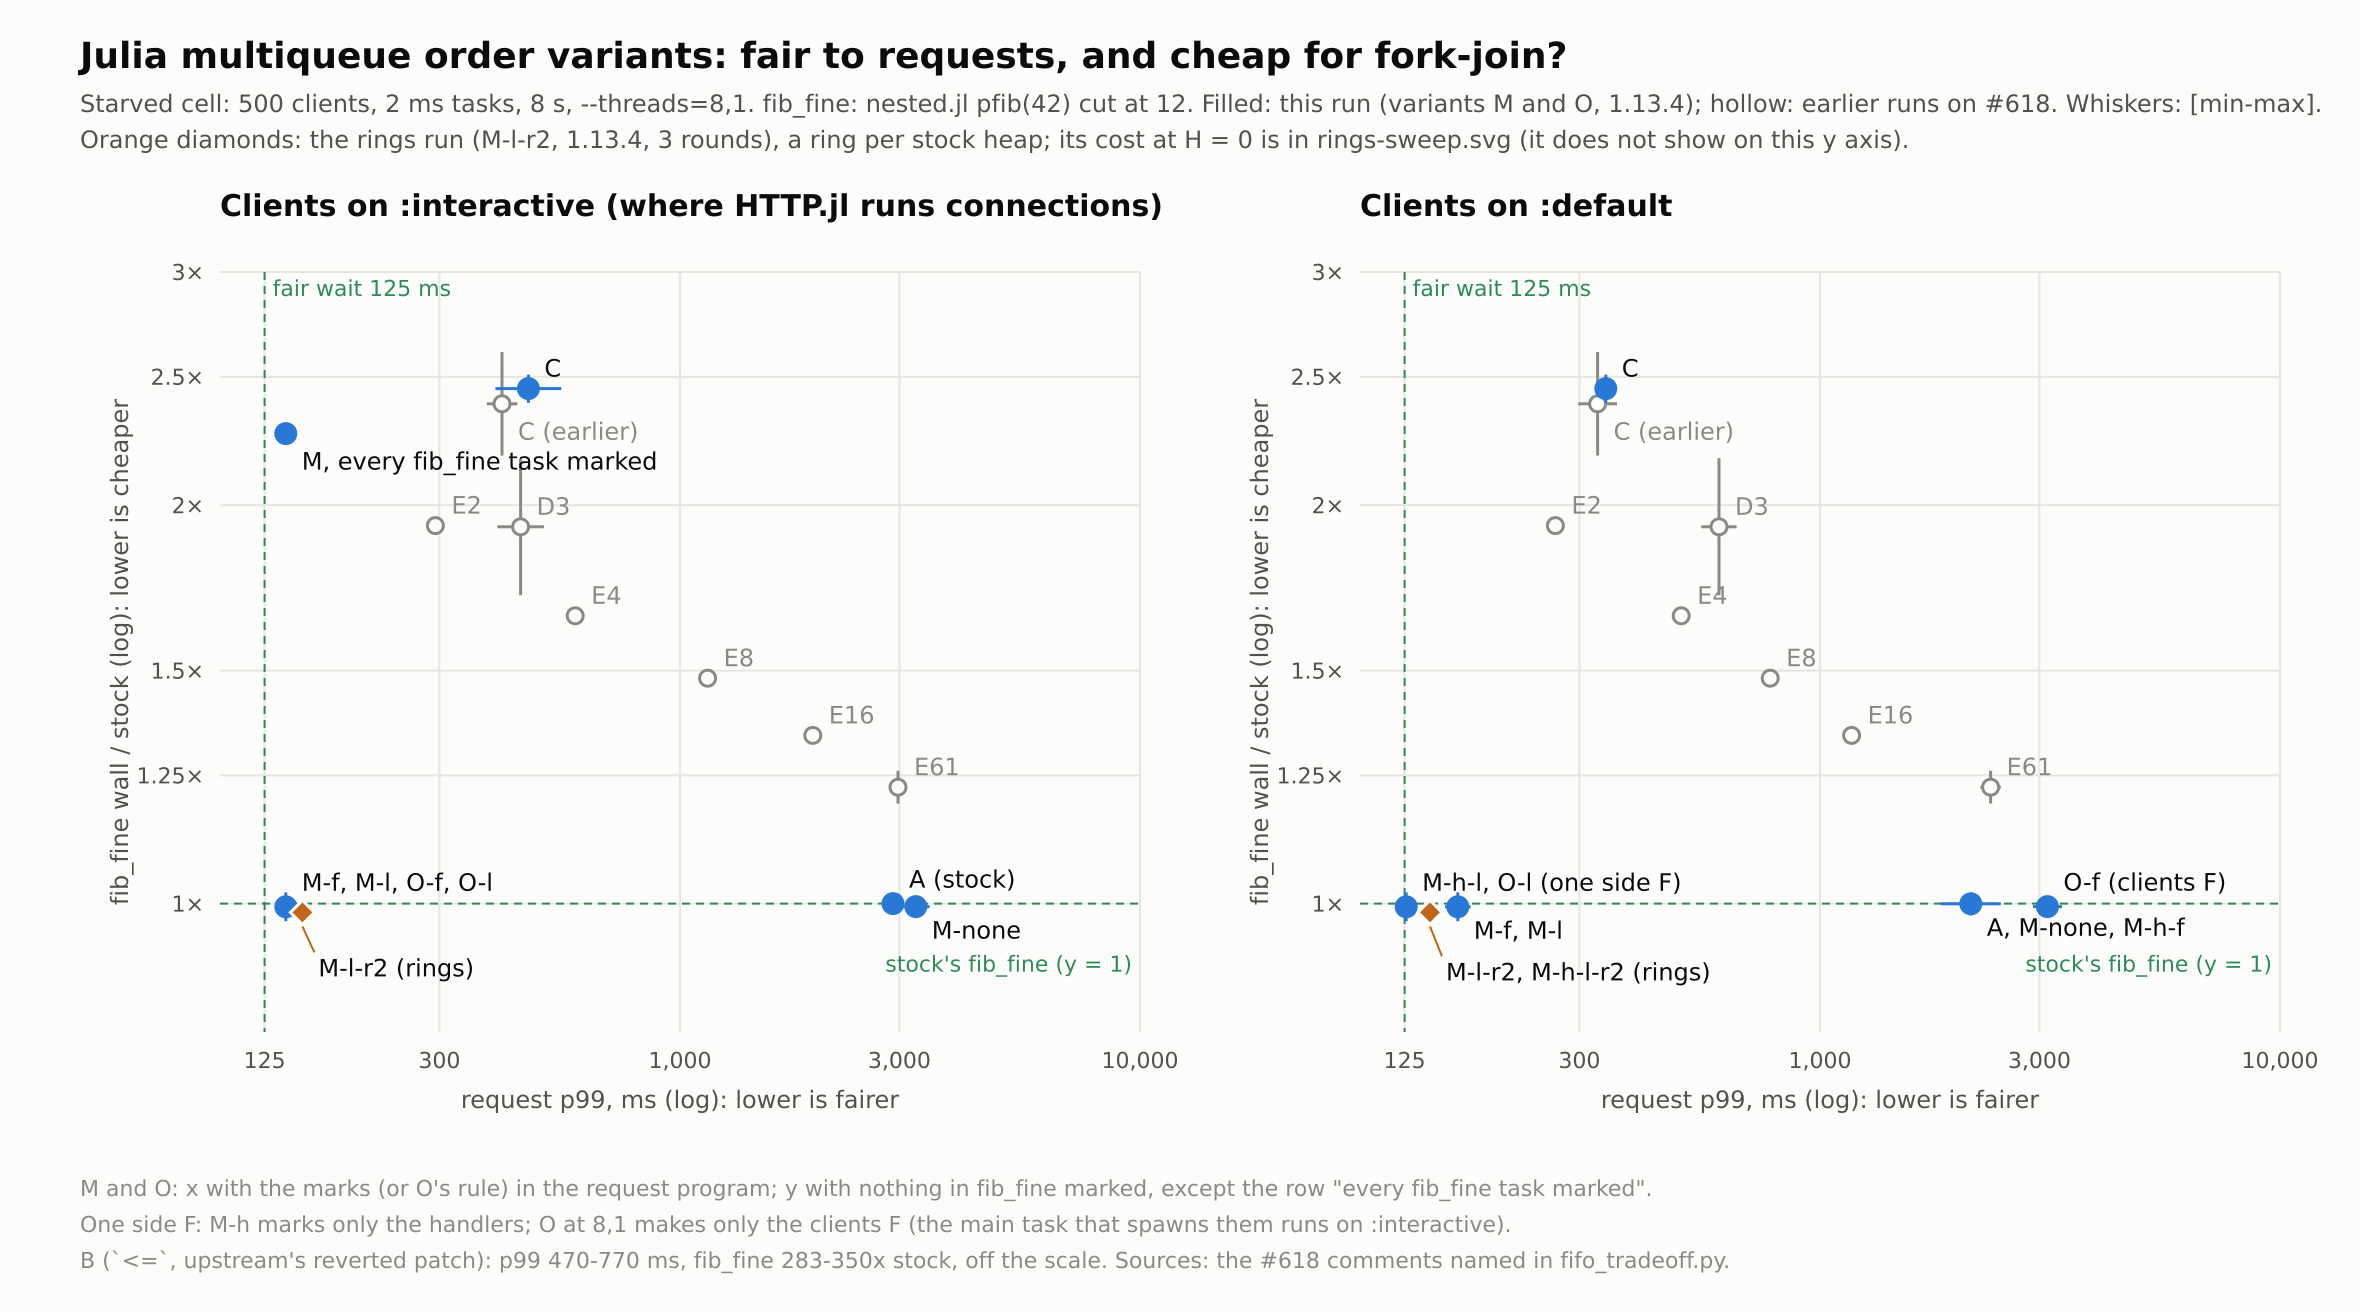 Julia multiqueue order variants: fair to requests, and cheap for fork-join?
Starved cell: 500 clients, 2 ms tasks, 8 s, --threads=8,1. fib_fine: nested.jl pfib(42) cut at 12. Filled: this run (variants M and O, 1.13.4); hollow: earlier runs on #618. Whiskers: [min-max].
Orange diamonds: the rings run (M-l-r2, 1.13.4, 3 rounds), a ring per stock heap; its cost at H = 0 is in rings-sweep.svg (it does not show on this y axis).
Clients on :interactive (where HTTP.jl runs connections)
fib_fine wall / stock (log): lower is cheaper
3×
2.5×
2×
1.5×
1.25×
1×
fair wait 125 ms
C
C (earlier)
M, every fib_fine task marked
E2
D3
E4
E8
E16
E61
M-f, M-l, O-f, O-l
A (stock)
M-none
M-l-r2 (rings)
stock's fib_fine (y = 1)
125
300
1,000
3,000
10,000
request p99, ms (log): lower is fairer
Clients on :default
fib_fine wall / stock (log): lower is cheaper
3×
2.5×
2×
1.5×
1.25×
1×
fair wait 125 ms
C
C (earlier)
E2
D3
E4
E8
E16
E61
M-h-l, O-l (one side F)
O-f (clients F)
M-f, M-l
A, M-none, M-h-f
M-l-r2, M-h-l-r2 (rings)
stock's fib_fine (y = 1)
125
300
1,000
3,000
10,000
request p99, ms (log): lower is fairer
M and O: x with the marks (or O's rule) in the request program; y with nothing in fib_fine marked, except the row "every fib_fine task marked".
One side F: M-h marks only the handlers; O at 8,1 makes only the clients F (the main task that spawns them runs on :interactive).
B (`<=`, upstream's reverted patch): p99 470-770 ms, fib_fine 283-350x stock, off the scale. Sources: the #618 comments named in fifo_tradeoff.py.